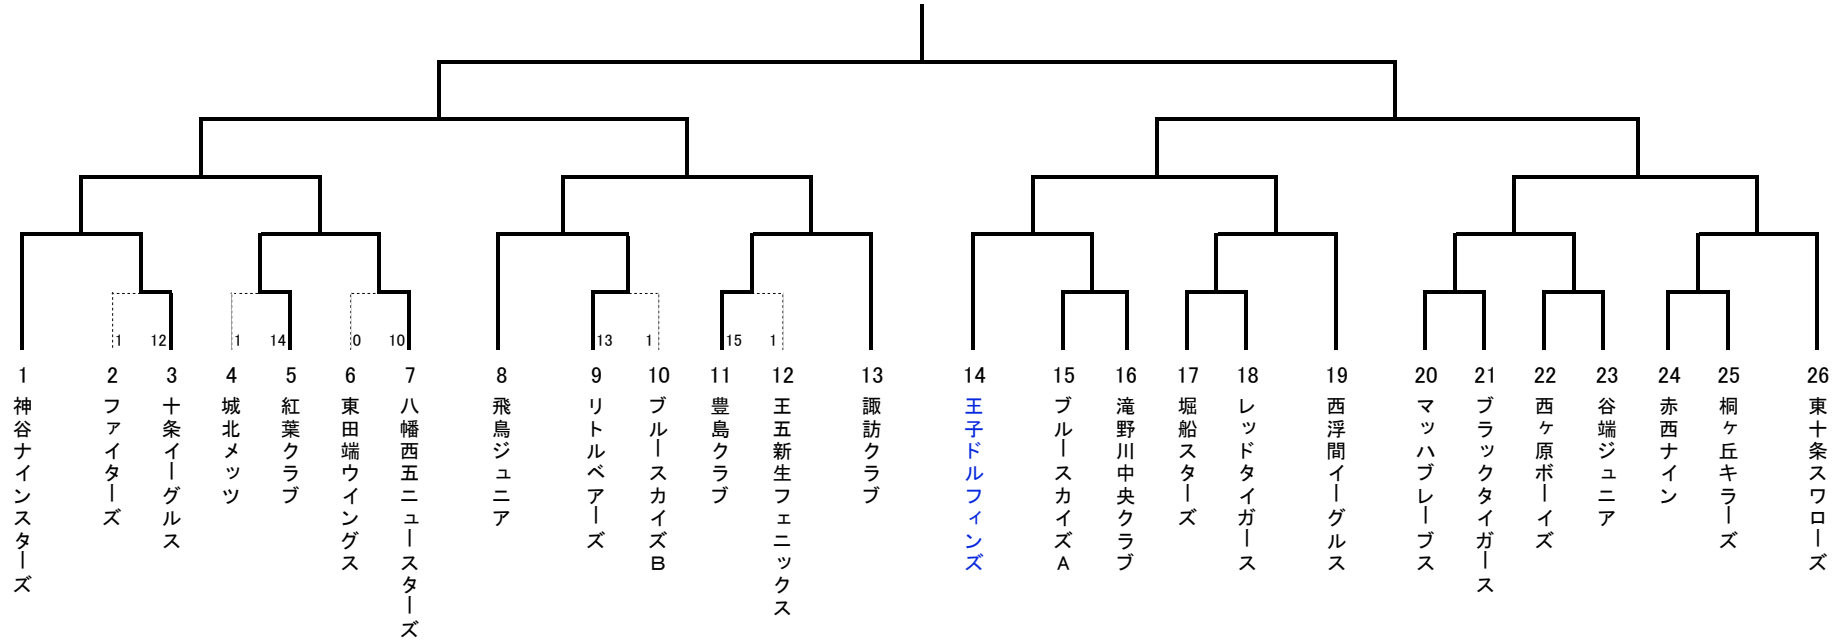 1 12 1 14 0 10 13 1 15 1
1 2 3 4 5 6 7 8 9 10 11 12 13 14 15 16 17 18 19 20 21 22 23 24 25 26
神谷ナインスターズ
ファイターズ
十条イーグルス
城北メッツ
紅葉クラブ
東田端ウイングス
八幡西五ニュースターズ
飛鳥ジュニア
リトルベアーズ
ブルースカイズB
豊島クラブ
王五新生フェニックス
諏訪クラブ
王子ドルフィンズ
ブルースカイズA
滝野川中央クラブ
堀船スターズ
レッドタイガース
西浮間イーグルス
マッハブレーブス
ブラックタイガース
西ヶ原ボーイズ
谷端ジュニア
赤西ナイン
桐ヶ丘キラーズ
東十条スワローズ